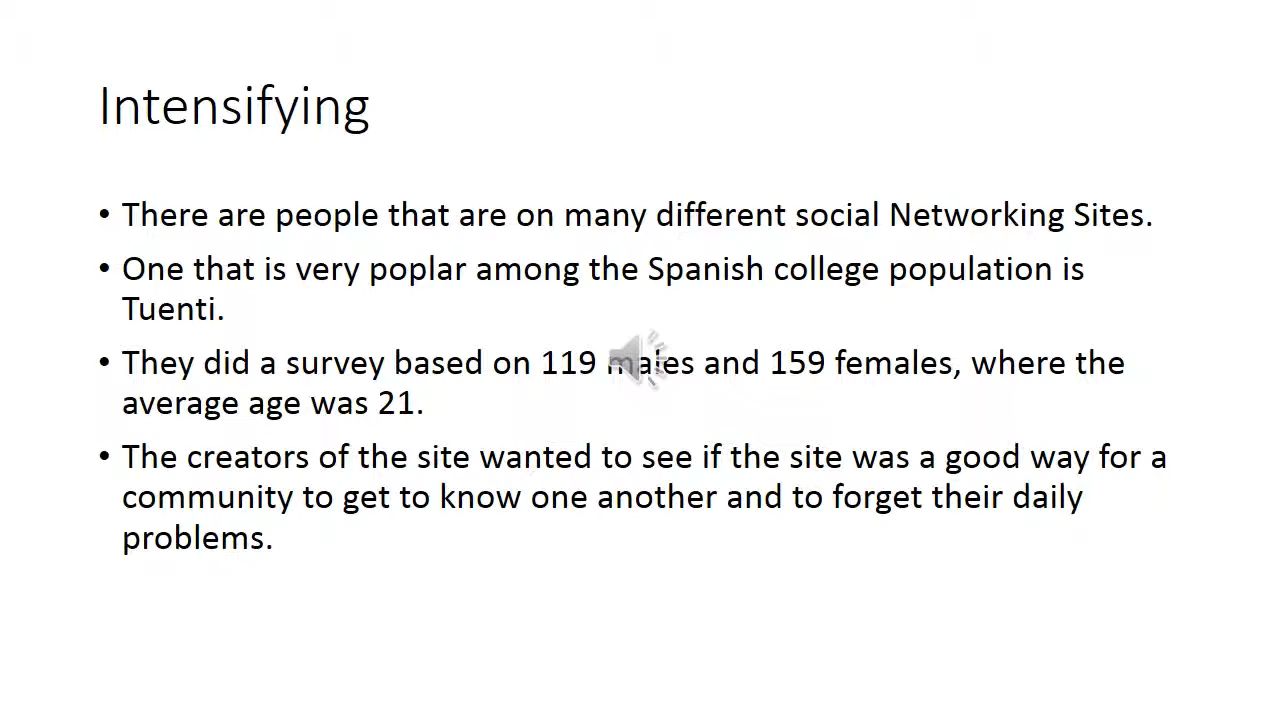 Intensifying
• There are people that are on many different social Networking Sites.
• One that is very poplar among the Spanish college population is
Tuenti.
• They did a survey based on 119 males and 159 females, where the
average age was 21.
• The creators of the site wanted to see if the site was a good way for a
community to get to know one another and to forget their daily
problems.